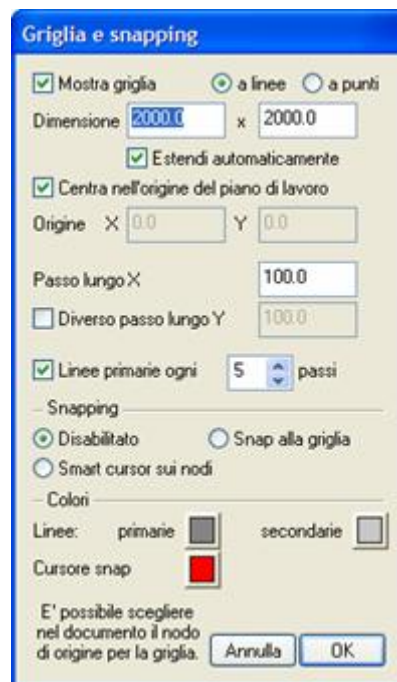 Griglia e snapping
Mostra griglia a linee a punti
Dimensione 2000.0 x 2000.0
Estendi automaticamente
Centra nell'origine del piano di lavoro
Origine X 0.0 Y 0.0
Passo lungo X 100.0
Diverso passo lungo Y 100.0
Linee primarie ogni 5 passi
Snapping
Disabilitato Snap alla griglia
Smart cursor sui nodi
Colori
Linee: primarie secondarie
Cursore snap
E' possibile scegliere
nel documento il nodo
di origine per la griglia. Annulla OK